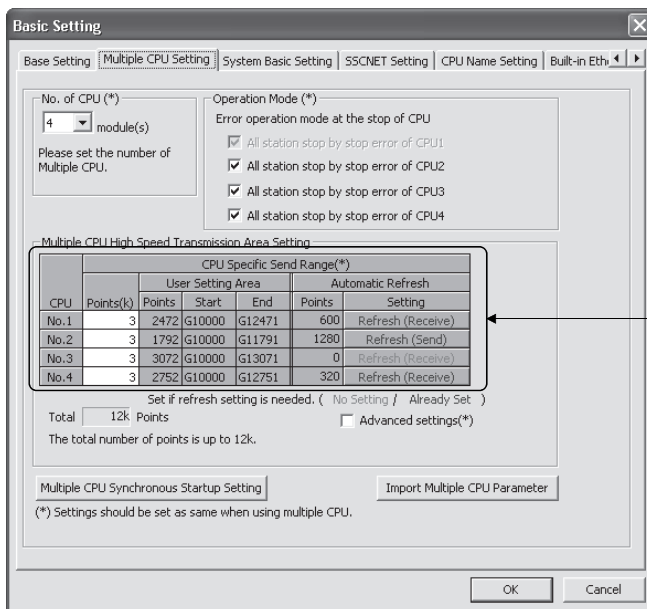 Basic Setting
Base Setting Multiple CPU Setting System Basic Setting SSCNET Setting CPU Name Setting Built-in Eth
No. of CPU (*)
4 module(s)
Please set the number of
Multiple CPU.
Operation Mode (*)
Error operation mode at the stop of CPU
All station stop by stop error of CPU1
All station stop by stop error of CPU2
All station stop by stop error of CPU3
All station stop by stop error of CPU4
Multiple CPU High Speed Transmission Area Setting
CPU Specific Send Range(*)
User Setting Area Automatic Refresh
CPU Points(k) Points Start End Points Setting
No.1 3 2472 G10000 G12471 600 Refresh (Receive)
No.2 3 1792 G10000 G11791 1280 Refresh (Send)
No.3 3 3072 G10000 G13071 0 Refresh (Receive)
No.4 3 2752 G10000 G12751 320 Refresh (Receive)
Set if refresh setting is needed. ( No Setting / Already Set )
Total 12k Points
Advanced settings(*)
The total number of points is up to 12k.
Multiple CPU Synchronous Startup Setting Import Multiple CPU Parameter
(*) Settings should be set as same when using multiple CPU.
OK Cancel